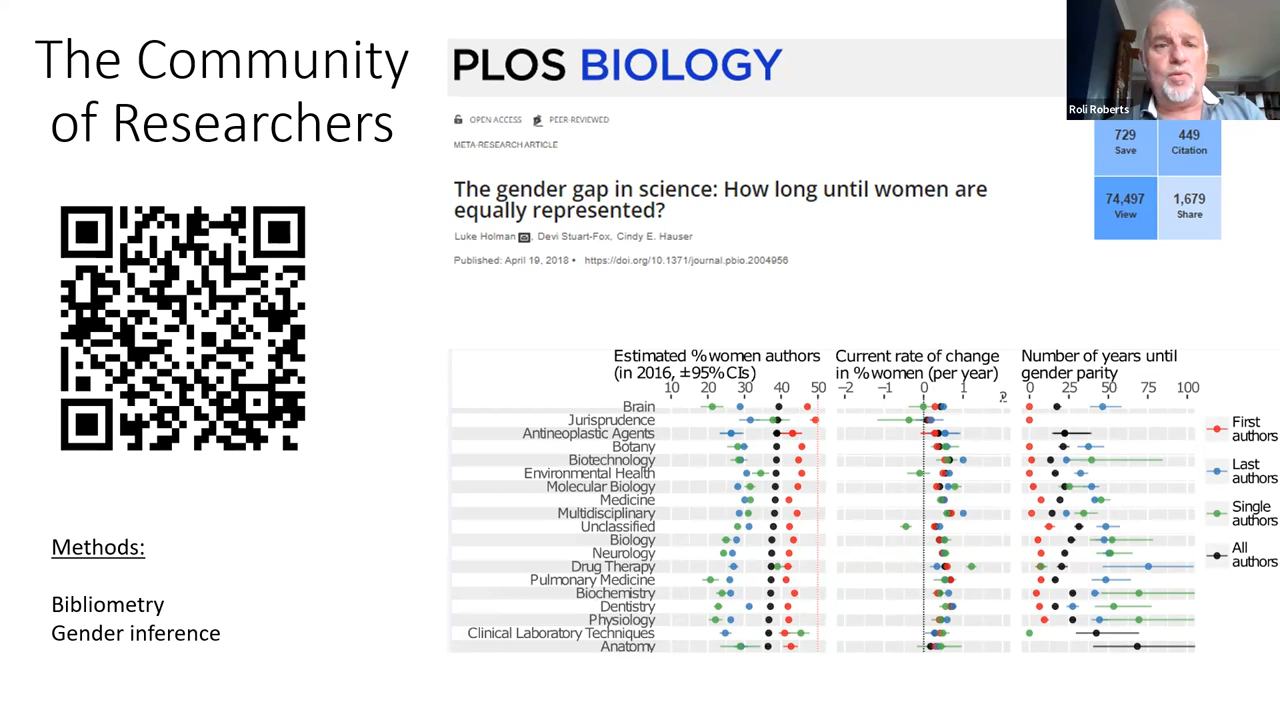 The Community
of Researchers
PLOS BIOLOGY
OPEN ACCESS PEER-REVIEWED
META-RESEARCH ARTICLE
The gender gap in science: How long until women are
equally represented?
Luke Holman , Devi Stuart-Fox, Cindy E. Hauser
Published: April 19, 2018 • https://doi.org/10.1371/journal.pbio.2004956
Roli Roberts
729 449
Save Citation
74,497 1,679
View Share
Methods:
Bibliometry
Gender inference
Estimated % women authors
(in 2016, ±95% CIs)
10 20 30 40 50
Current rate of change
in % women (per year)
−2 −1 0 1 2
Number of years until
gender parity
0 25 50 75 100
Brain
Jurisprudence
Antineoplastic Agents
Botany
Biotechnology
Environmental Health
Molecular Biology
Medicine
Multidisciplinary
Unclassified
Biology
Neurology
Drug Therapy
Pulmonary Medicine
Biochemistry
Dentistry
Physiology
Clinical Laboratory Techniques
Anatomy
First
authors
Last
authors
Single
authors
All
authors